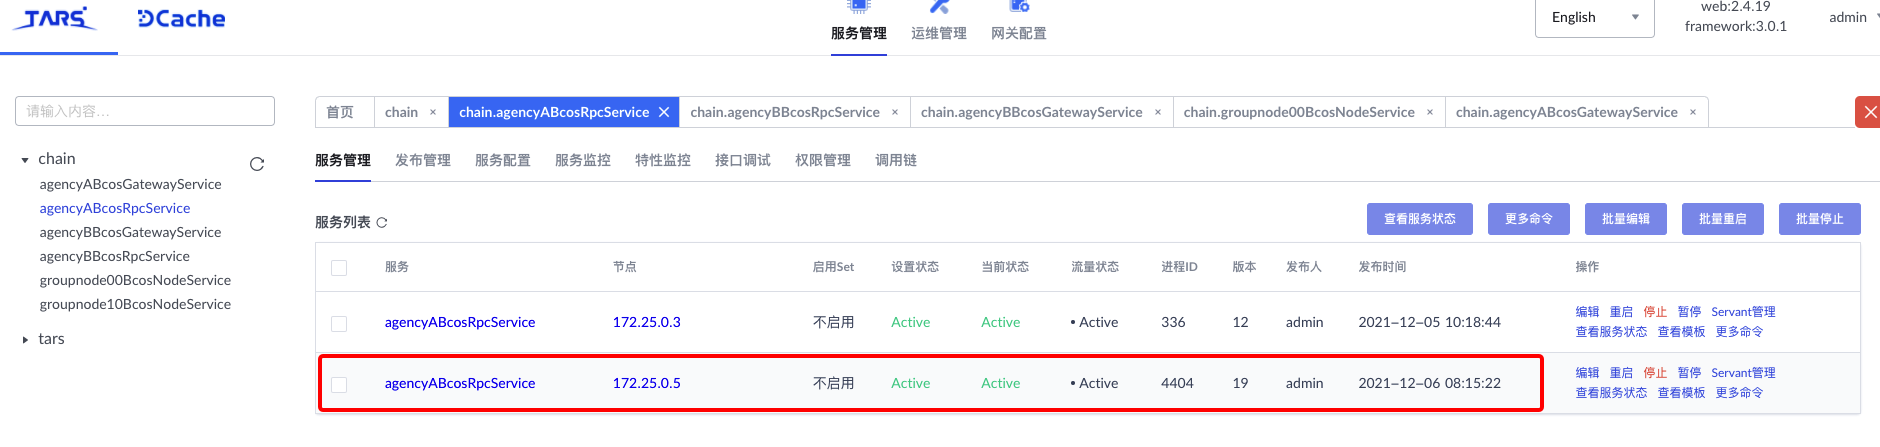 TARS DCache
服务管理 运维管理 网关配置
English
web:2.4.19
framework:3.0.1
admin
请输入内容...
chain
agencyABcosGatewayService
agencyABcosRpcService
agencyBBcosGatewayService
agencyBBcosRpcService
groupnode00BcosNodeService
groupnode10BcosNodeService
tars
首页 chain × chain.agencyABcosRpcService × chain.agencyBBcosRpcService × chain.agencyBBcosGatewayService × chain.groupnode00BcosNodeService × chain.agencyABcosGatewayService ×
服务管理 发布管理 服务配置 服务监控 特性监控 接口调试 权限管理 调用链
服务列表
查看服务状态 更多命令 批量编辑 批量重启 批量停止
服务 节点 启用Set 设置状态 当前状态 流量状态 进程ID 版本 发布人 发布时间 操作
agencyABcosRpcService 172.25.0.3 不启用 Active Active • Active 336 12 admin 2021-12-05 10:18:44
编辑 重启 停止 暂停 Servant管理
查看服务状态 查看模板 更多命令
agencyABcosRpcService 172.25.0.5 不启用 Active Active • Active 4404 19 admin 2021-12-06 08:15:22
编辑 重启 停止 暂停 Servant管理
查看服务状态 查看模板 更多命令